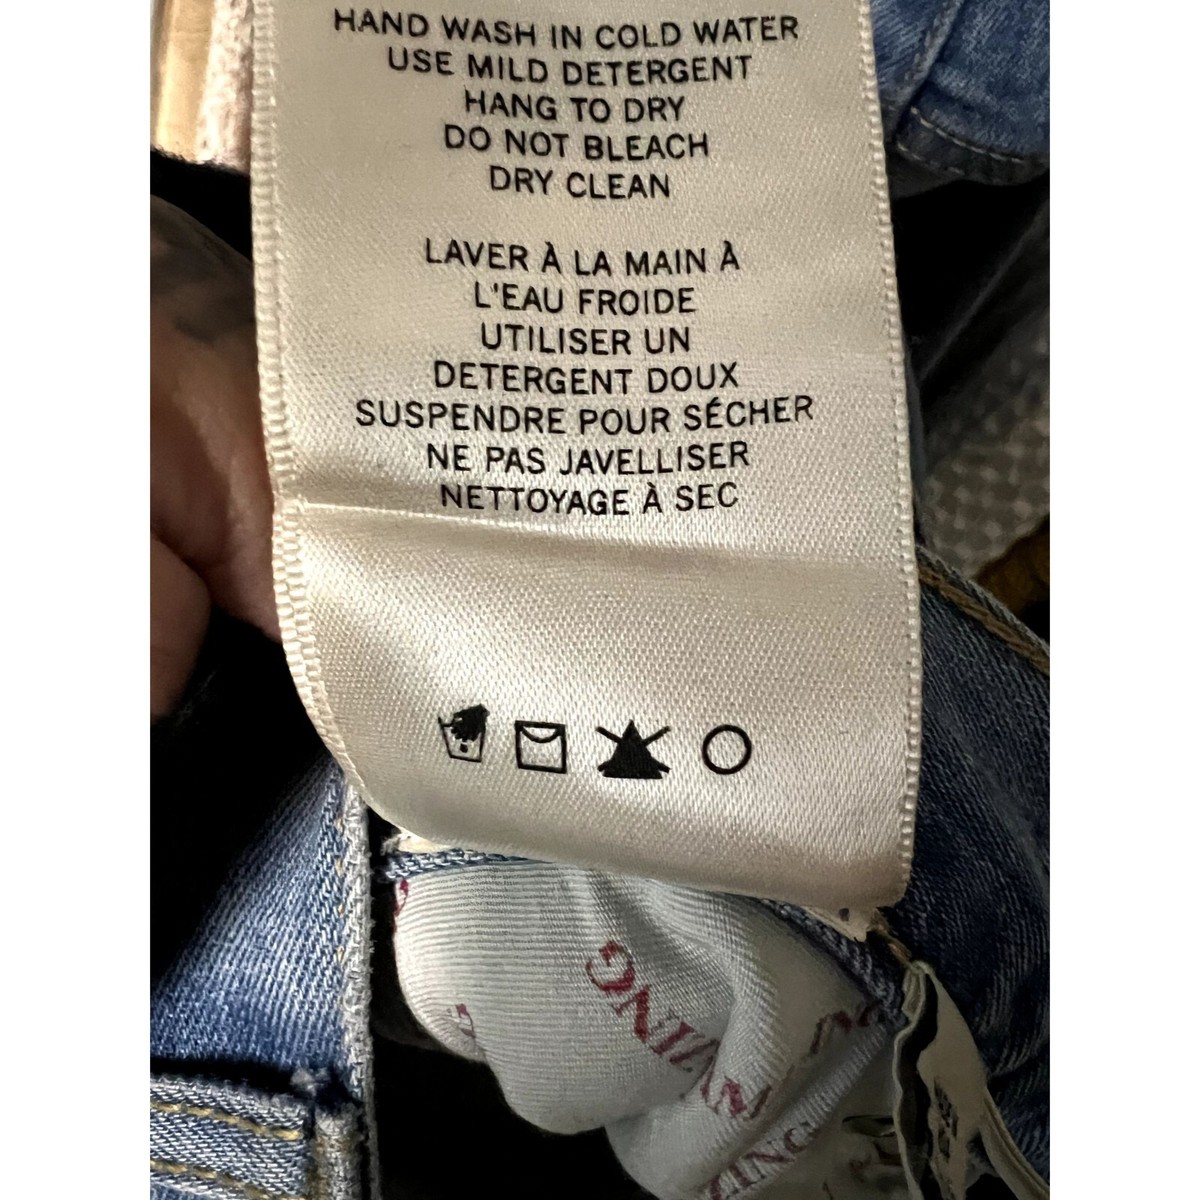 HAND WASH IN COLD WATER
USE MILD DETERGENT
HANG TO DRY
DO NOT BLEACH
DRY CLEAN
LAVER À LA MAIN À
L'EAU FROIDE
UTILISER UN
DETERGENT DOUX
SUSPENDRE POUR SÉCHER
NE PAS JAVELLISER
NETTOYAGE À SEC